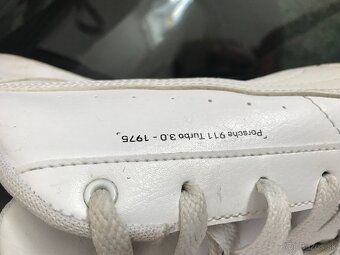 "Porsche 911 Turbo 3.0 - 1975„